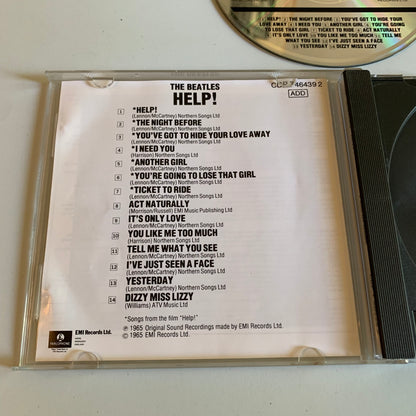 HELP! THE NIGHT BEFORE YOU'VE GOT TO HIDE YOUR
LOVE AWAY I NEED YOU ANOTHER GIRL YOU'RE GOING
TO LOSE THAT GIRL TICKET TO RIDE ACT NATURALLY
IT'S ONLY LOVE YOU LIKE ME TOO MUCH TELL ME
WHAT YOU SEE I'VE JUST SEEN A FACE
YESTERDAY DIZZY MISS LIZZY
THE BEATLES
HELP!
CDP 7 46439 2
ADD
1 *HELP!
(Lennon/McCartney) Northern Songs Ltd
2 *THE NIGHT BEFORE
(Lennon/McCartney) Northern Songs Ltd
3 *YOU'VE GOT TO HIDE YOUR LOVE AWAY
(Lennon/McCartney) Northern Songs Ltd
4 *I NEED YOU
(Harrison) Northern Songs Ltd
5 *ANOTHER GIRL
(Lennon/McCartney) Northern Songs Ltd
6 *YOU'RE GOING TO LOSE THAT GIRL
(Lennon/McCartney) Northern Songs Ltd
7 *TICKET TO RIDE
(Lennon/McCartney) Northern Songs Ltd
8 ACT NATURALLY
(Morrison/Russell) EMI Music Publishing Ltd
9 IT'S ONLY LOVE
(Lennon/McCartney) Northern Songs Ltd
10 YOU LIKE ME TOO MUCH
(Harrison) Northern Songs Ltd
11 TELL ME WHAT YOU SEE
(Lennon/McCartney) Northern Songs Ltd
12 I'VE JUST SEEN A FACE
(Lennon/McCartney) Northern Songs Ltd
13 YESTERDAY
(Lennon/McCartney) Northern Songs Ltd
14 DIZZY MISS LIZZY
(Williams) ATV Music Ltd
*Songs from the film "Help!"
PARLOPHONE
EMI Records Ltd.
℗ 1965 Original Sound Recordings made by EMI Records Ltd.
© 1965 EMI Records Ltd.